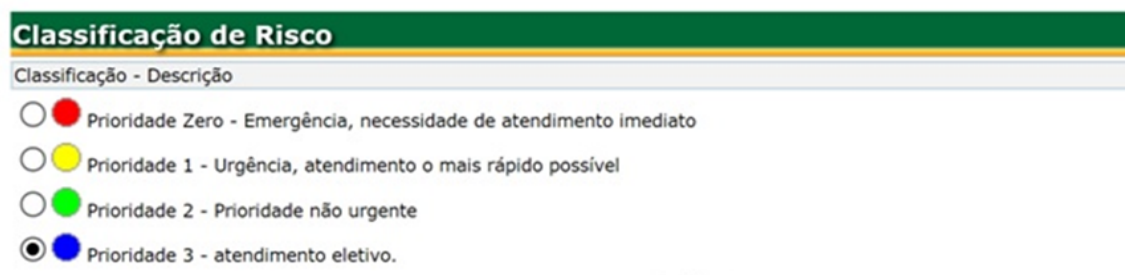 Classificação de Risco
Classificação - Descrição
Prioridade Zero - Emergência, necessidade de atendimento imediato
Prioridade 1 - Urgência, atendimento o mais rápido possível
Prioridade 2 - Prioridade não urgente
Prioridade 3 - atendimento eletivo.